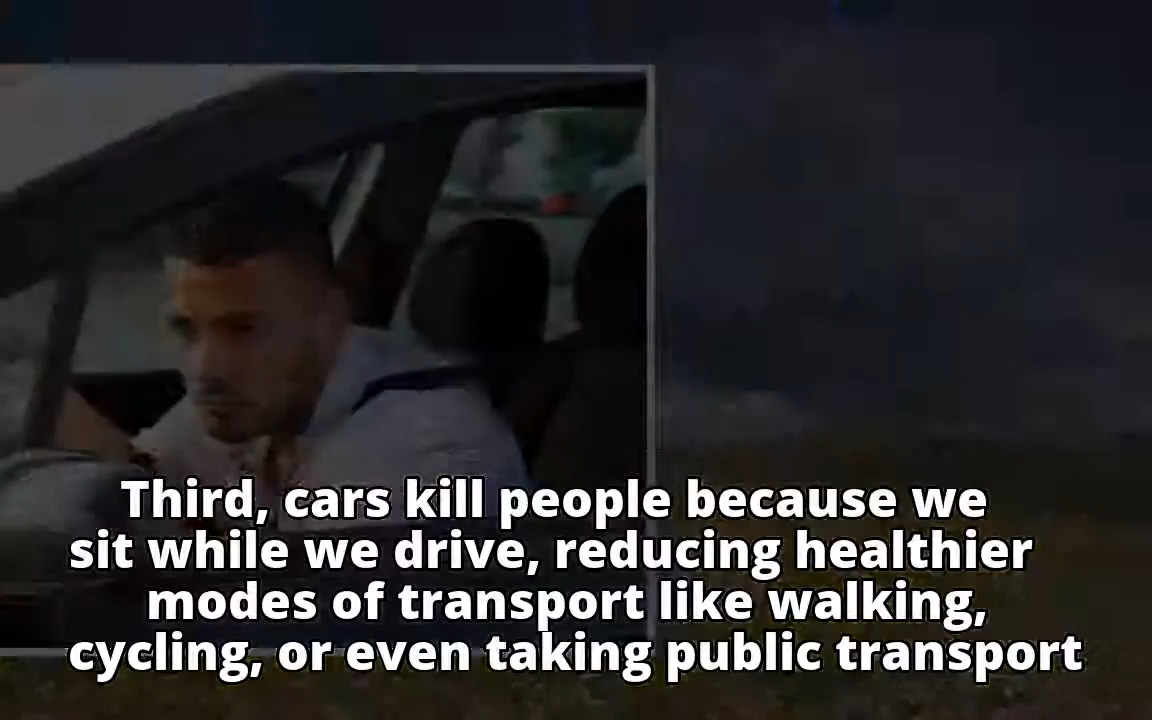 Third, cars kill people because we
sit while we drive, reducing healthier
modes of transport like walking,
cycling, or even taking public transport